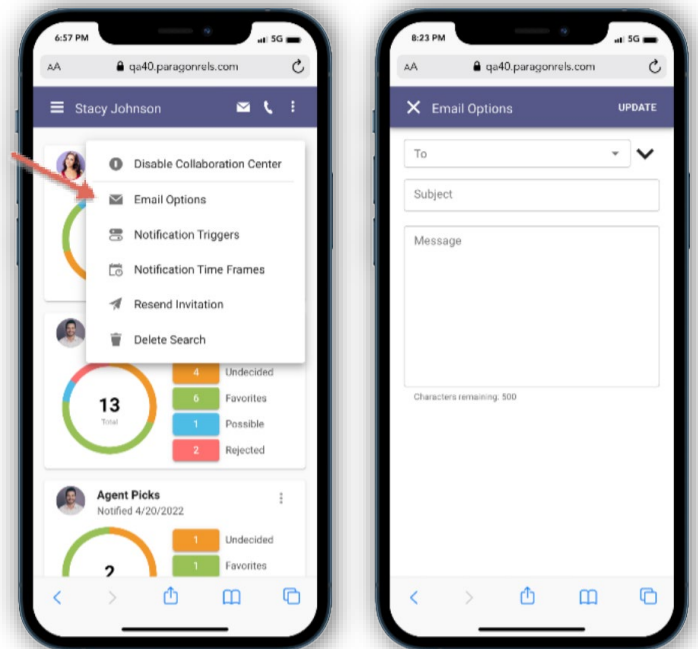 6:57 PM
5G
AA
qa40.paragonrels.com
Stacy Johnson
Disable Collaboration Center
Email Options
Notification Triggers
Notification Time Frames
Resend Invitation
Delete Search
13
Total
4 Undecided
6 Favorites
1 Possible
2 Rejected
Agent Picks
Notified 4/20/2022
2
1 Undecided
1 Favorites
8:23 PM
5G
AA
qa40.paragonrels.com
Email Options
UPDATE
To
Subject
Message
Characters remaining: 500